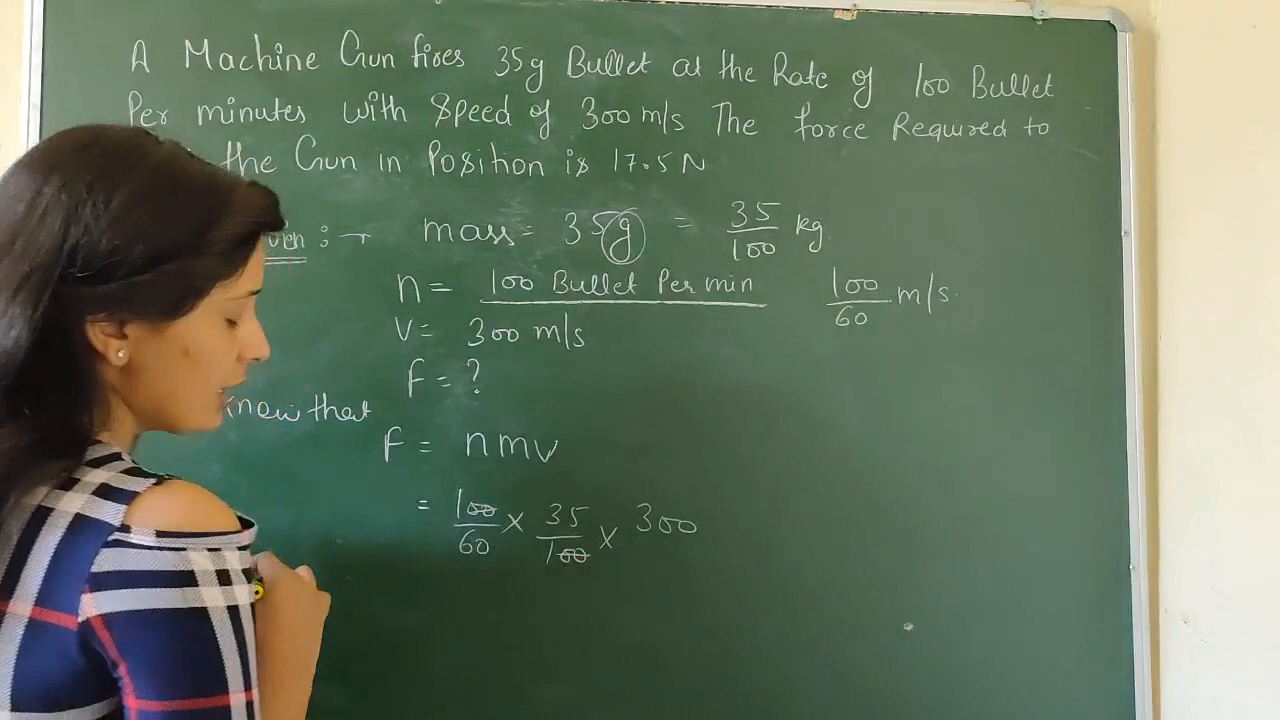 A Machine Gun fires 35g Bullet at the Rate of 100 Bullet
Per minutes with Speed of 300 m/s The force Required to
the Gun in Position is 17.5 N
: → mass = 35g = 35/100 kg.
n = 100 Bullet Per min 100/60 m/s.
V = 300 m/s
F = ?
know that
F = nmv
= 100/60 × 35/100 × 300